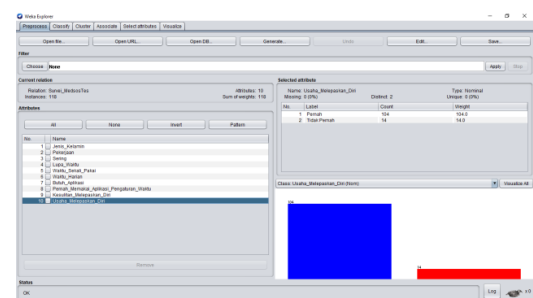 Weka Explorer
Preprocess Classify Cluster Associate Select attributes Visualize
Open file... Open URL... Open DB... Generate... Undo Edit... Save...
Filter
Choose None Apply Stop
Current relation
Relation: Survei_MedsosTes Attributes: 10
Instances: 118 Sum of weights: 118
Attributes
All None Invert Pattern
No. Name
1 Jenis_Kelamin
2 Pekerjaan
3 Sering
4 Lupa_Waktu
5 Waktu_Sekali_Pakai
6 Waktu_Harian
7 Butuh_Aplikasi
8 Pernah_Memakai_Aplikasi_Pengaturan_Waktu
9 Kesulitan_Melepaskan_Diri
10 Usaha_Melepaskan_Diri
Remove
Selected attribute
Name: Usaha_Melepaskan_Diri Type: Nominal
Missing: 0 (0%) Distinct: 2 Unique: 0 (0%)
No. Label Count Weight
1 Pernah 104 104.0
2 Tidak Pernah 14 14.0
Class: Usaha_Melepaskan_Diri (Nom) Visualize All
104
14
Status
OK Log x 0